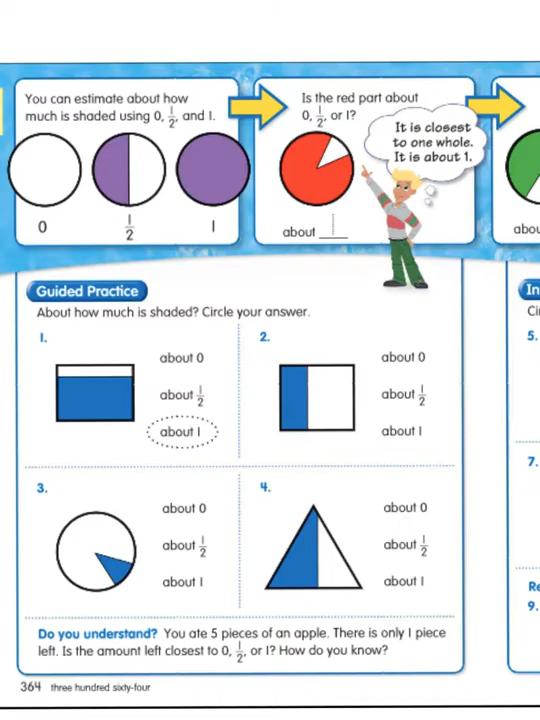 You can estimate about how
much is shaded using 0, 1/2, and 1.
0
1/2
1
Is the red part about
0, 1/2, or 1?
It is closest
to one whole.
It is about 1.
about 1
Guided Practice
About how much is shaded? Circle your answer.
1.
about 0
about 1/2
about 1
2.
about 0
about 1/2
about 1
3.
about 0
about 1/2
about 1
4.
about 0
about 1/2
about 1
Do you understand? You ate 5 pieces of an apple. There is only 1 piece
left. Is the amount left closest to 0, 1/2, or 1? How do you know?
364 three hundred sixty-four
5.
7.
9.